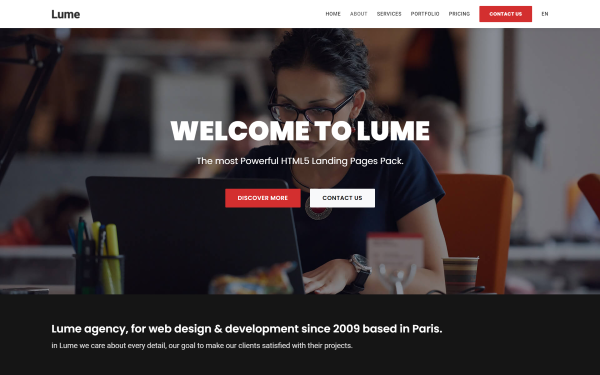 Lume
HOME ABOUT SERVICES PORTFOLIO PRICING CONTACT US EN
WELCOME TO LUME
The most Powerful HTML5 Landing Pages Pack.
DISCOVER MORE CONTACT US
Lume agency, for web design & development since 2009 based in Paris.
in Lume we care about every detail, our goal to make our clients satisfied with their projects.